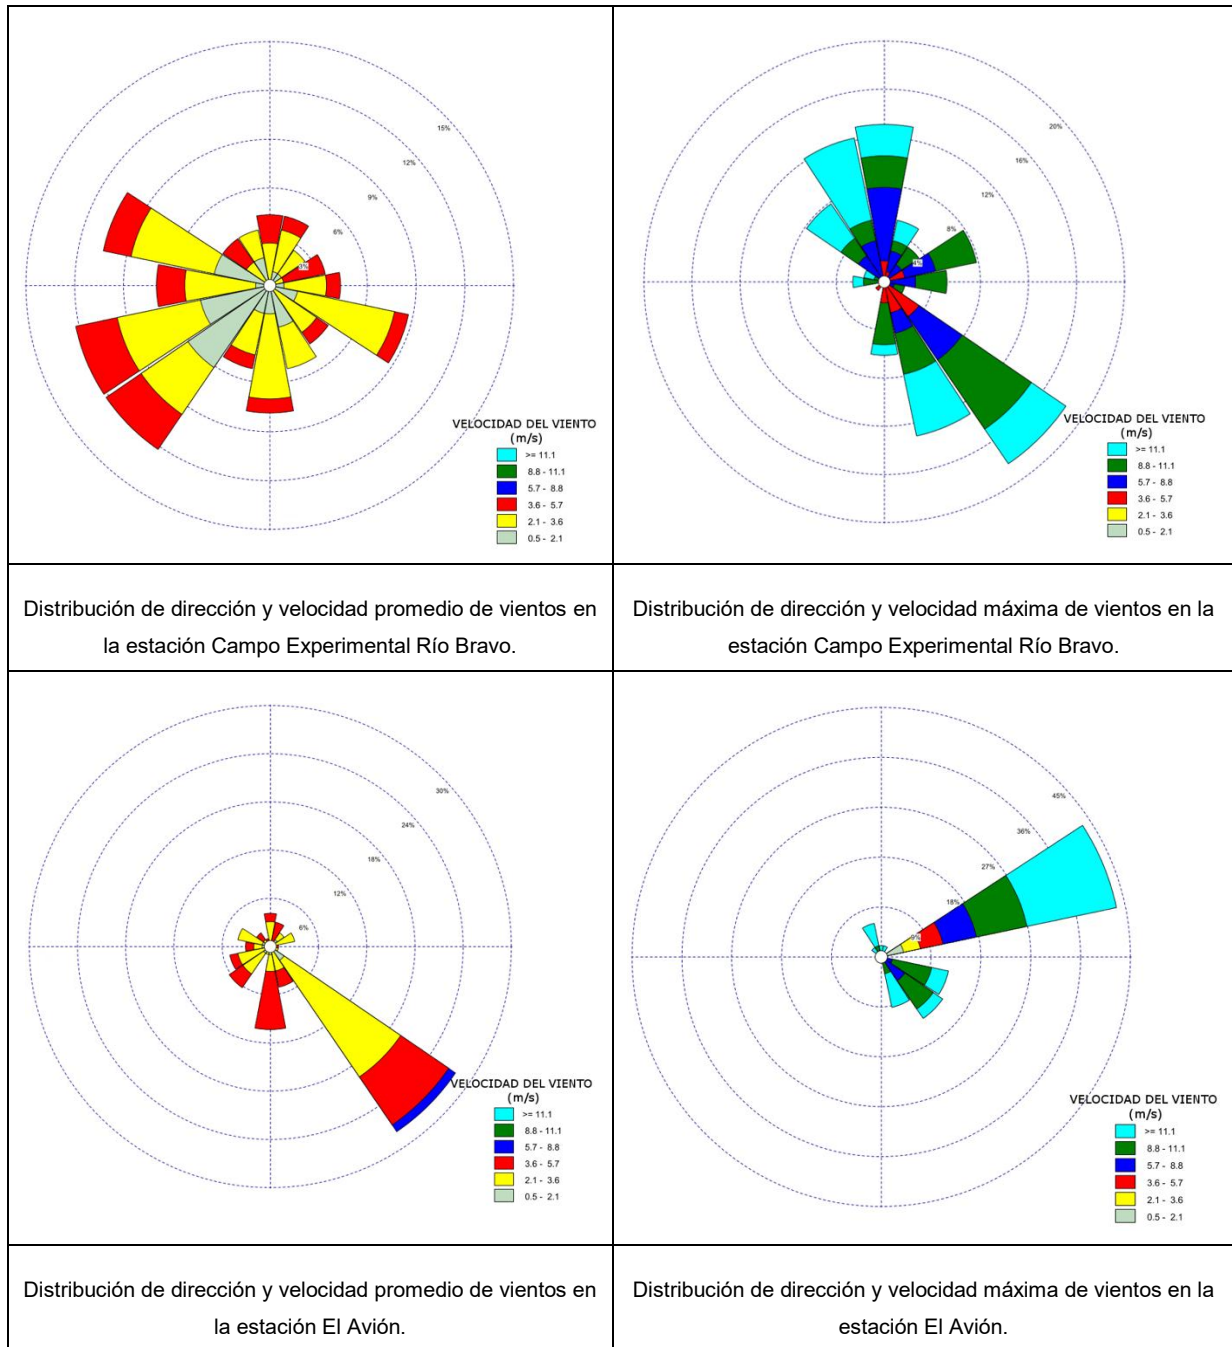 15%
12%
9%
6%
3%
VELOCIDAD DEL VIENTO
(m/s)
>= 11.1
8.8 - 11.1
5.7 - 8.8
3.6 - 5.7
2.1 - 3.6
0.5 - 2.1
20%
16%
12%
8%
4%
VELOCIDAD DEL VIENTO
(m/s)
>= 11.1
8.8 - 11.1
5.7 - 8.8
3.6 - 5.7
2.1 - 3.6
0.5 - 2.1
Distribución de dirección y velocidad promedio de vientos en
la estación Campo Experimental Río Bravo.
Distribución de dirección y velocidad máxima de vientos en la
estación Campo Experimental Río Bravo.
30%
24%
18%
12%
6%
VELOCIDAD DEL VIENTO
(m/s)
>= 11.1
8.8 - 11.1
5.7 - 8.8
3.6 - 5.7
2.1 - 3.6
0.5 - 2.1
45%
36%
27%
18%
9%
VELOCIDAD DEL VIENTO
(m/s)
>= 11.1
8.8 - 11.1
5.7 - 8.8
3.6 - 5.7
2.1 - 3.6
0.5 - 2.1
Distribución de dirección y velocidad promedio de vientos en
la estación El Avión.
Distribución de dirección y velocidad máxima de vientos en la
estación El Avión.